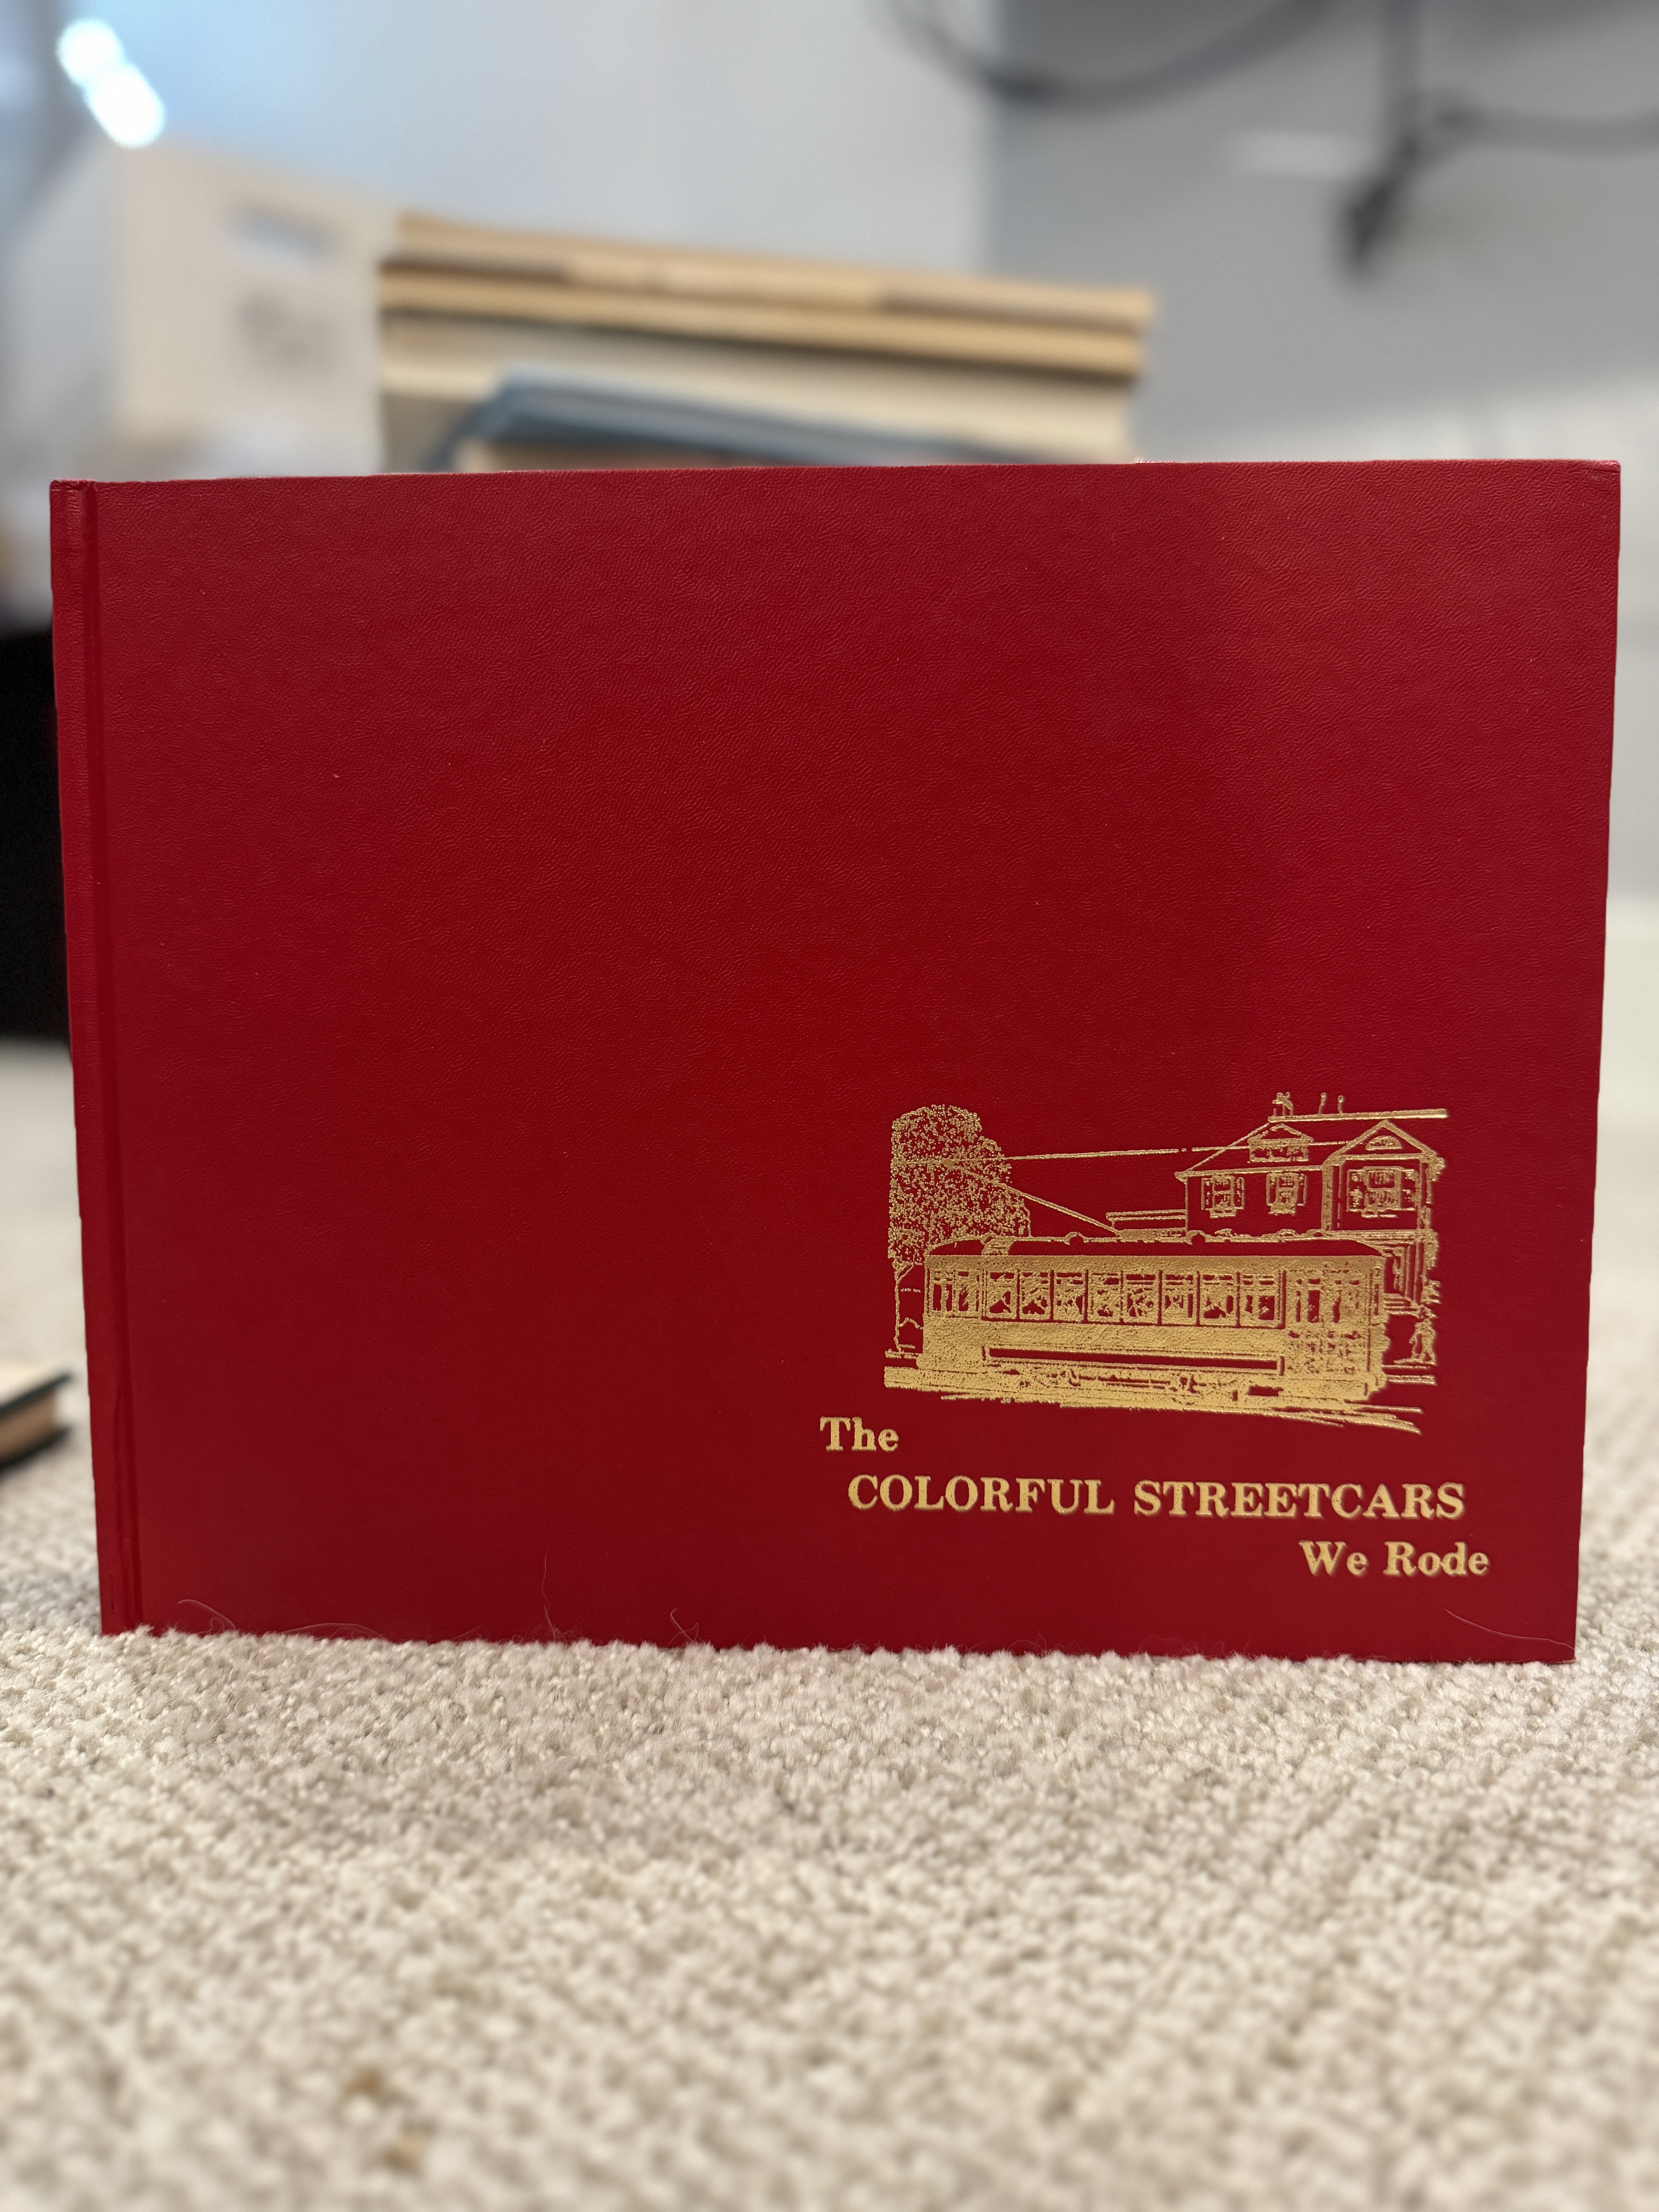 The
COLORFUL STREETCARS
We Rode